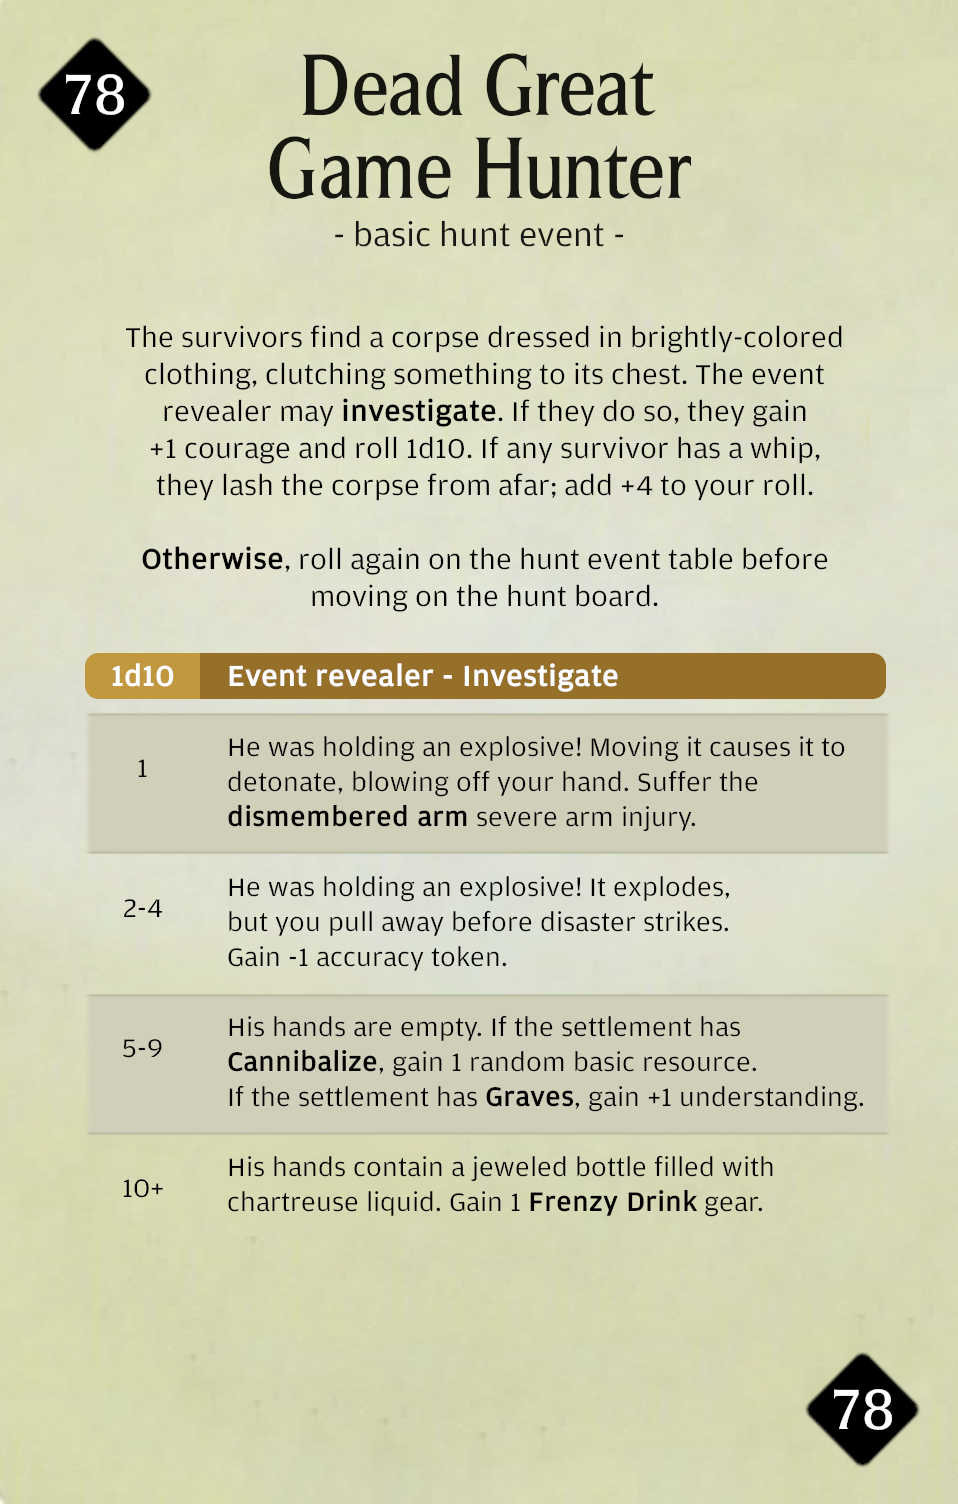 78
Dead Great
Game Hunter
- basic hunt event -
The survivors find a corpse dressed in brightly-colored
clothing, clutching something to its chest. The event
revealer may investigate. If they do so, they gain
+1 courage and roll 1d10. If any survivor has a whip,
they lash the corpse from afar; add +4 to your roll.
Otherwise, roll again on the hunt event table before
moving on the hunt board.
1d10 Event revealer - Investigate
1
He was holding an explosive! Moving it causes it to
detonate, blowing off your hand. Suffer the
dismembered arm severe arm injury.
2-4
He was holding an explosive! It explodes,
but you pull away before disaster strikes.
Gain -1 accuracy token.
5-9
His hands are empty. If the settlement has
Cannibalize, gain 1 random basic resource.
If the settlement has Graves, gain +1 understanding.
10+
His hands contain a jeweled bottle filled with
chartreuse liquid. Gain 1 Frenzy Drink gear.
78